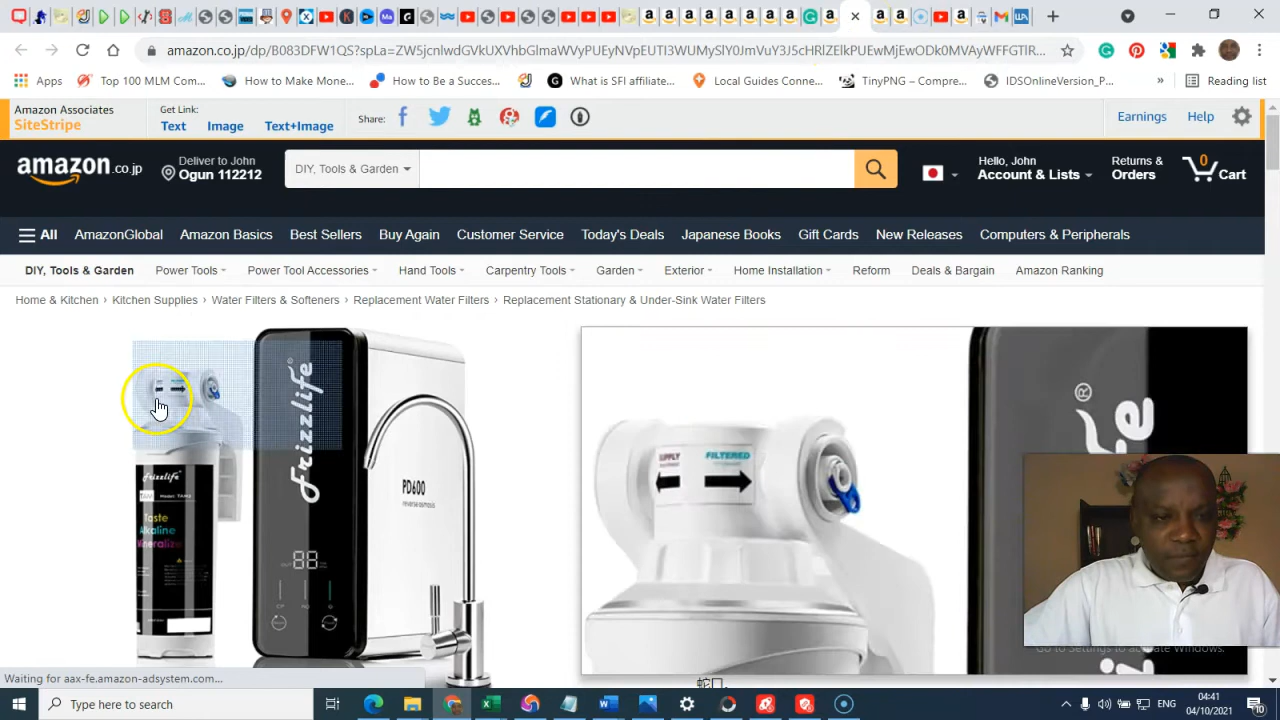 amazon.co.jp/dp/B083DFW1QS?spLa=ZW5jcnlwdGVkUXVhbGlmaWVyPUEyNVpEUTI3WUMySlY0JmVuY3J5cHRlZElkPUEwMjEwODk0MVAyWFFGTlR...
Apps
Top 100 MLM Com...
How to Make Mone...
How to Be a Succes...
What is SFI affiliate...
Local Guides Conne...
TinyPNG – Compre...
IDSOnlineVersion_P...
»
Reading list
Amazon Associates
SiteStripe
Get Link:
Text
Image
Text+Image
Share:
Earnings
Help
amazon.co.jp
Deliver to John
Ogun 112212
DIY, Tools & Garden
Hello, John
Account & Lists
Returns &
Orders
0
Cart
All
AmazonGlobal
Amazon Basics
Best Sellers
Buy Again
Customer Service
Today's Deals
Japanese Books
Gift Cards
New Releases
Computers & Peripherals
DIY, Tools & Garden
Power Tools
Power Tool Accessories
Hand Tools
Carpentry Tools
Garden
Exterior
Home Installation
Reform
Deals & Bargain
Amazon Ranking
Home & Kitchen › Kitchen Supplies › Water Filters & Softeners › Replacement Water Filters › Replacement Stationary & Under-Sink Water Filters
Frizzlife
Taste
Alkaline
Frizzlife®
PD600
reverse-osmosis
88
SUPPLY
FILTERED
®
fe
Go to Settings to activate Windows.
Waiting for aax-fe.amazon-adsystem.com...
蛇口
Type here to search
ENG
04:41
04/10/2021